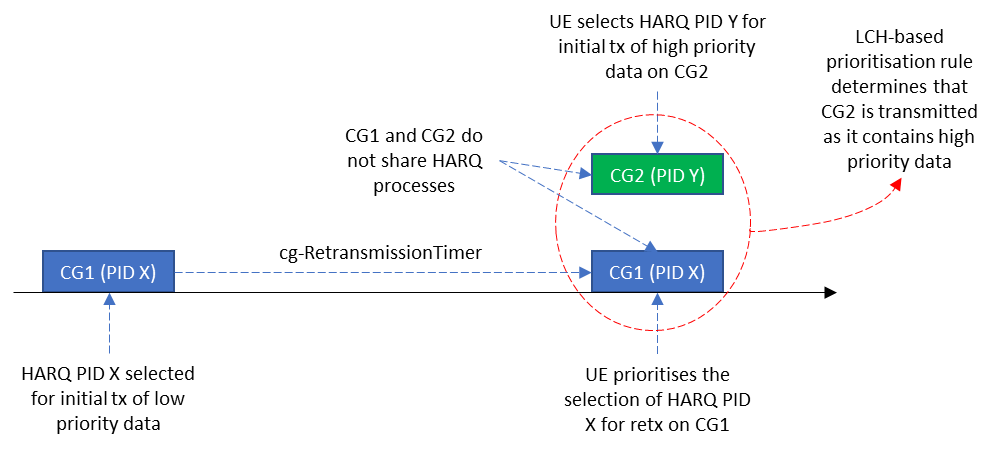 UE selects HARQ PID Y for
initial tx of high priority
data on CG2
LCH-based
prioritisation rule
determines that
CG2 is transmitted
as it contains high
priority data
CG1 and CG2 do
not share HARQ
processes
CG2 (PID Y)
cg-RetransmissionTimer
CG1 (PID X)
CG1 (PID X)
HARQ PID X selected
for initial tx of low
priority data
UE prioritises the
selection of HARQ PID
X for retx on CG1